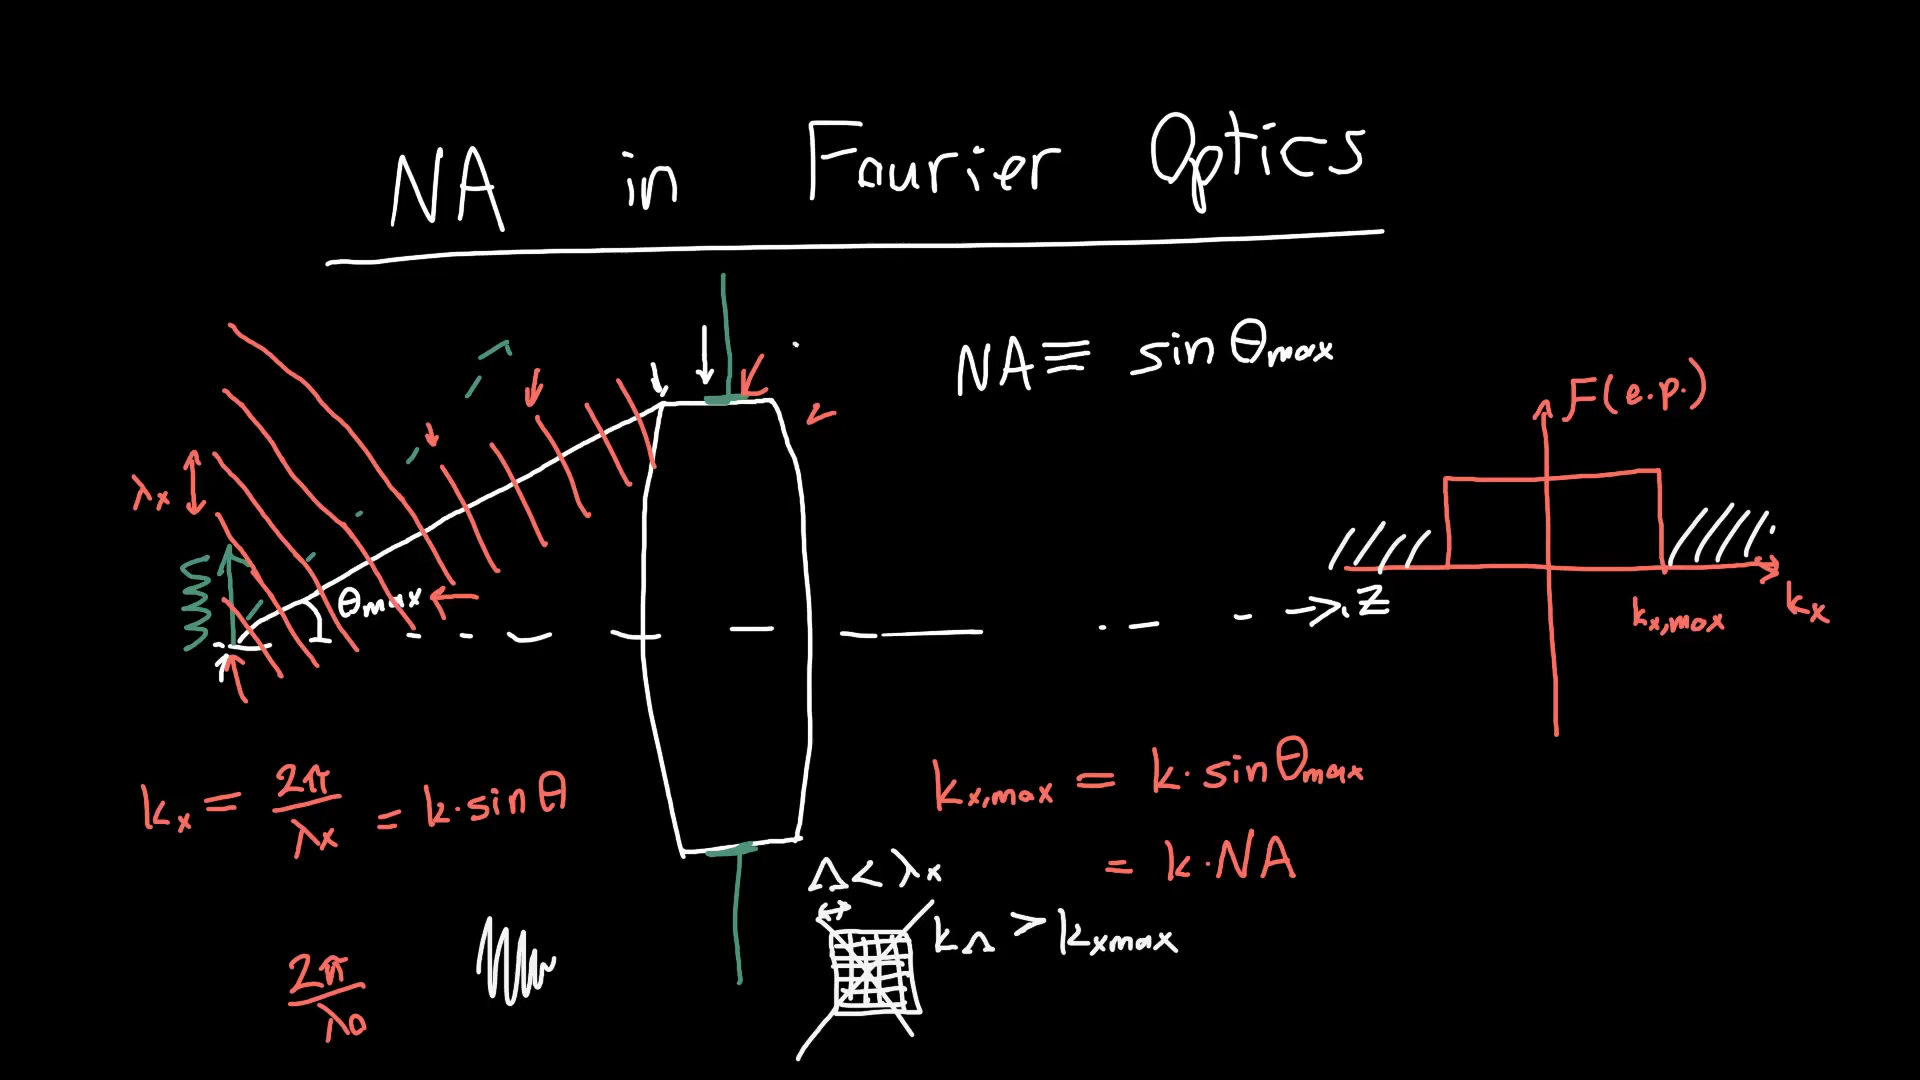 NA in Fourier Optics
NA ≡ sin θmax
F(e.p.)
λx
θmax
z
kx,max
kx
kx = 2π/λx = k·sin θ
kx,max = k·sin θmax
= k·NA
Λ < λx
kΛ > kxmax
2π/λ0